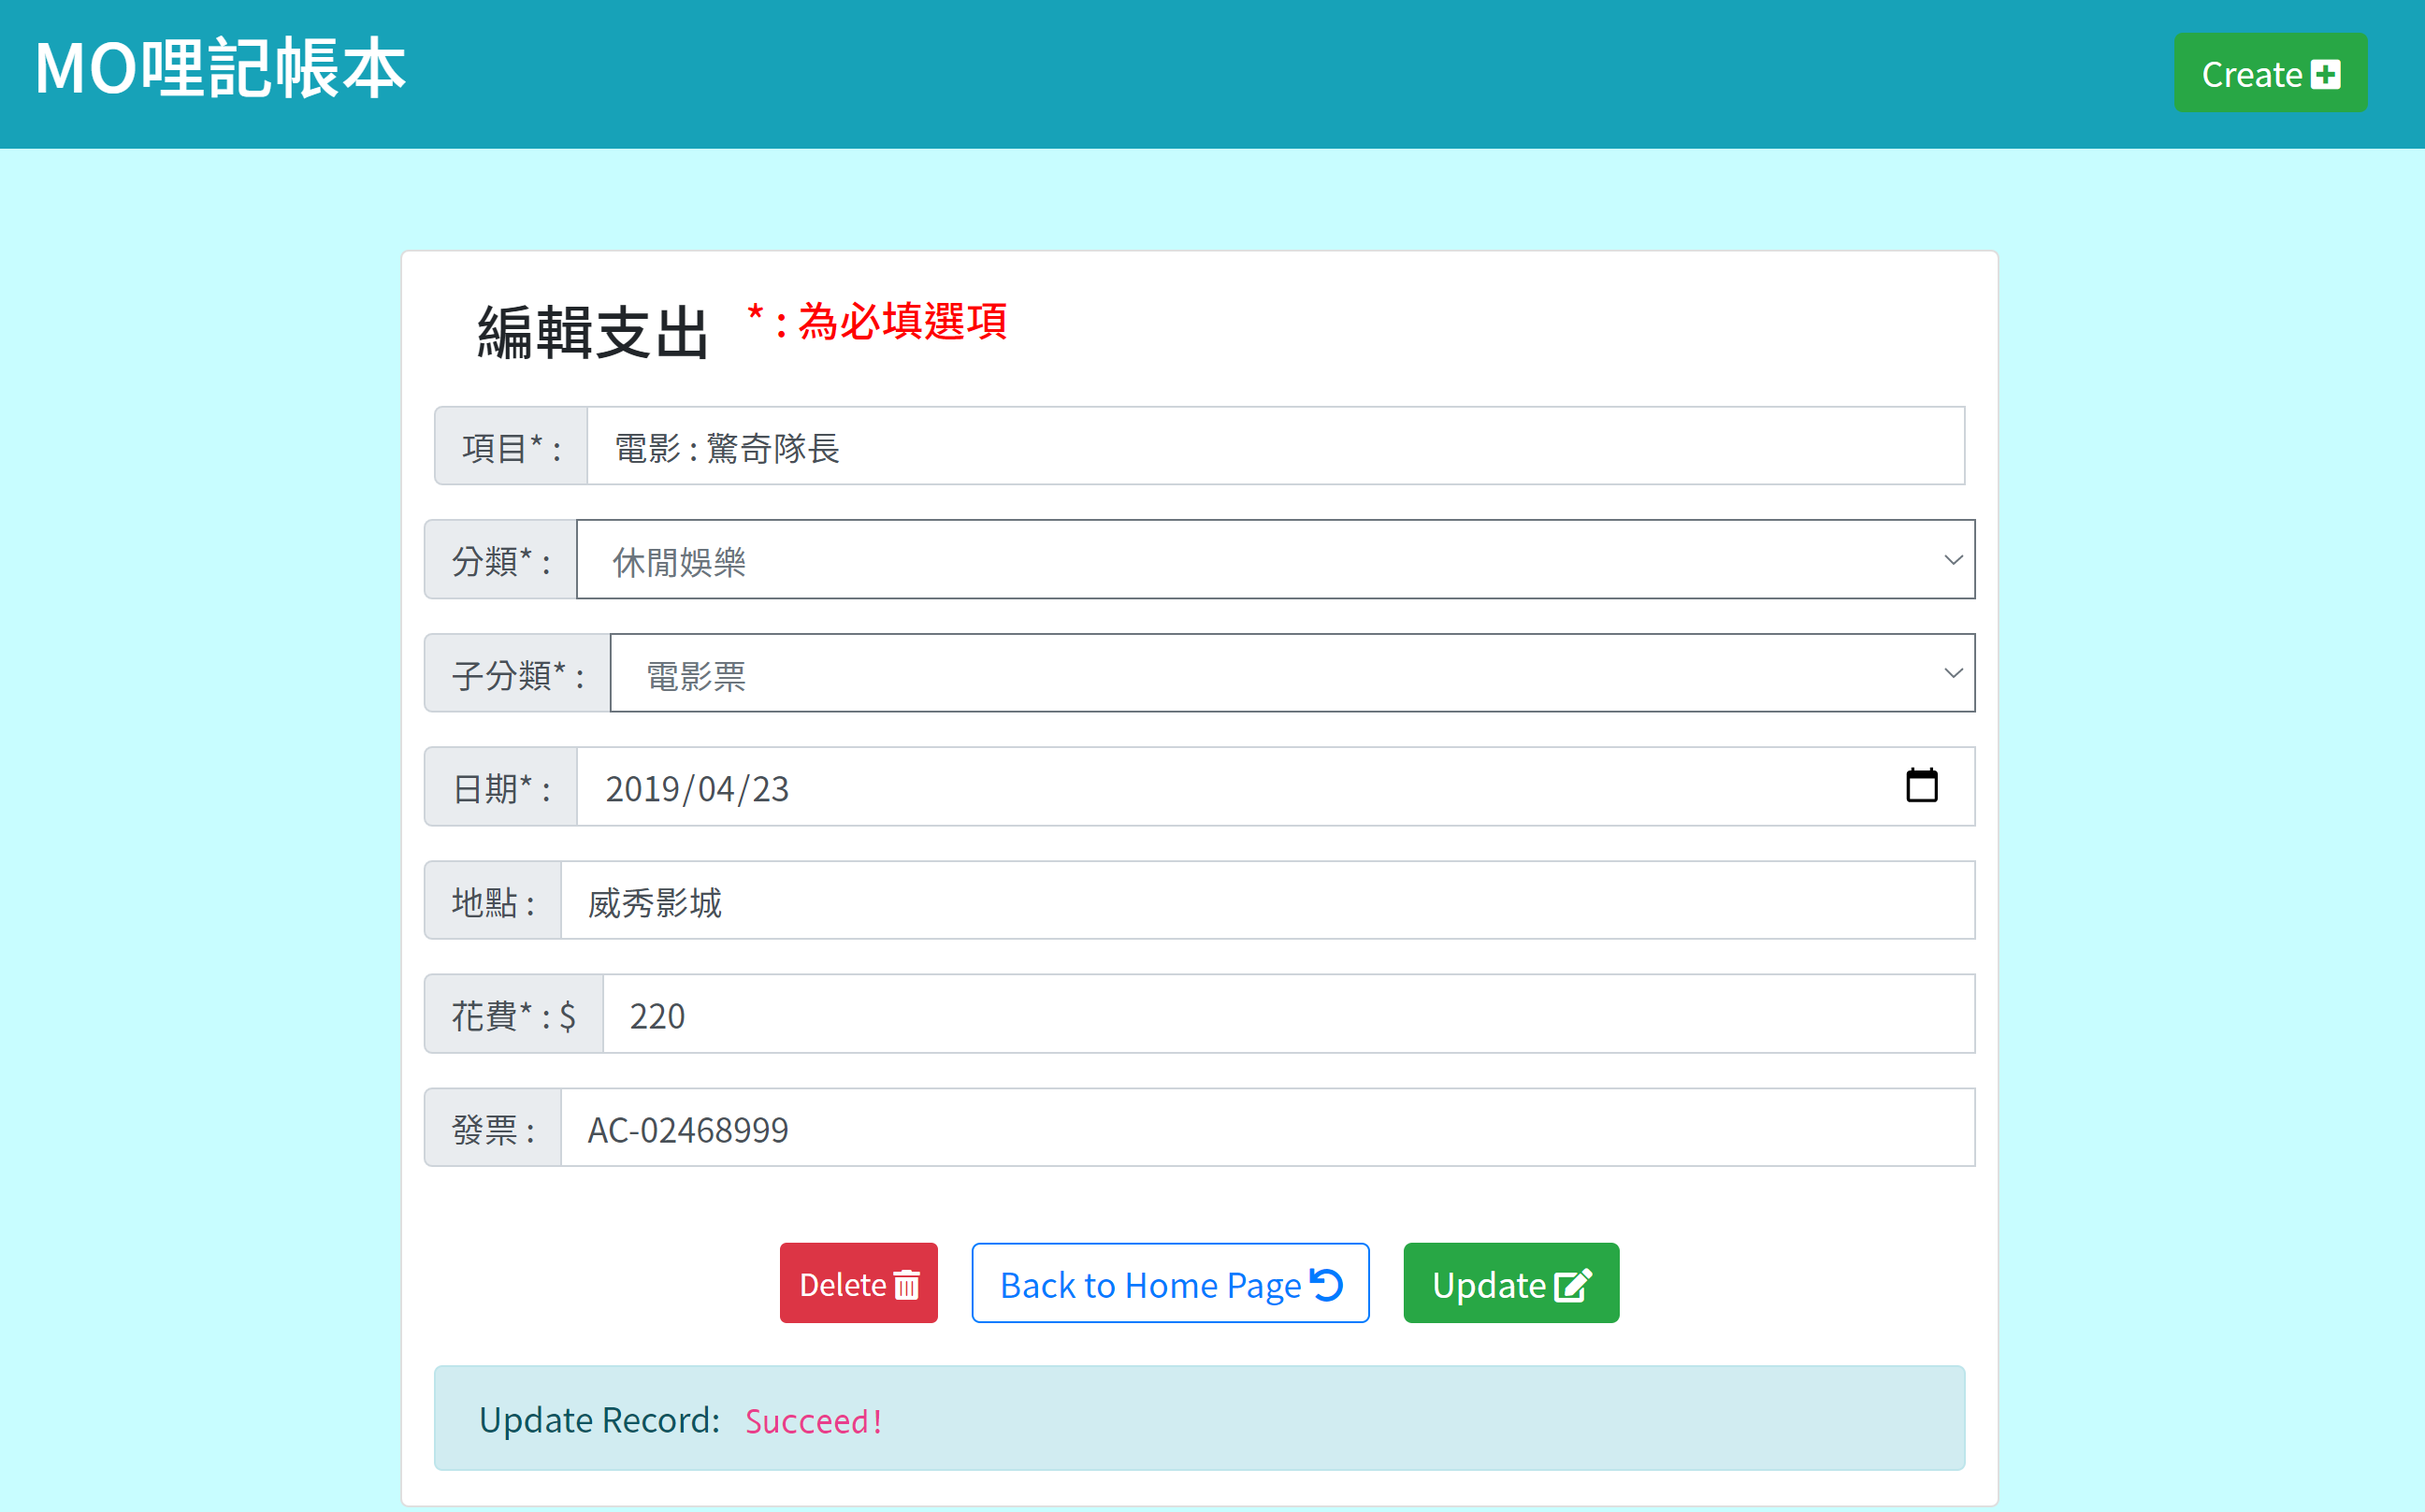 MO哩記帳本
Create
編輯支出 * : 為必填選項
項目* : 電影 : 驚奇隊長
分類* : 休閒娛樂
子分類* : 電影票
日期* : 2019/04/23
地點 : 威秀影城
花費* : $ 220
發票 : AC-02468999
Delete Back to Home Page Update
Update Record: Succeed!